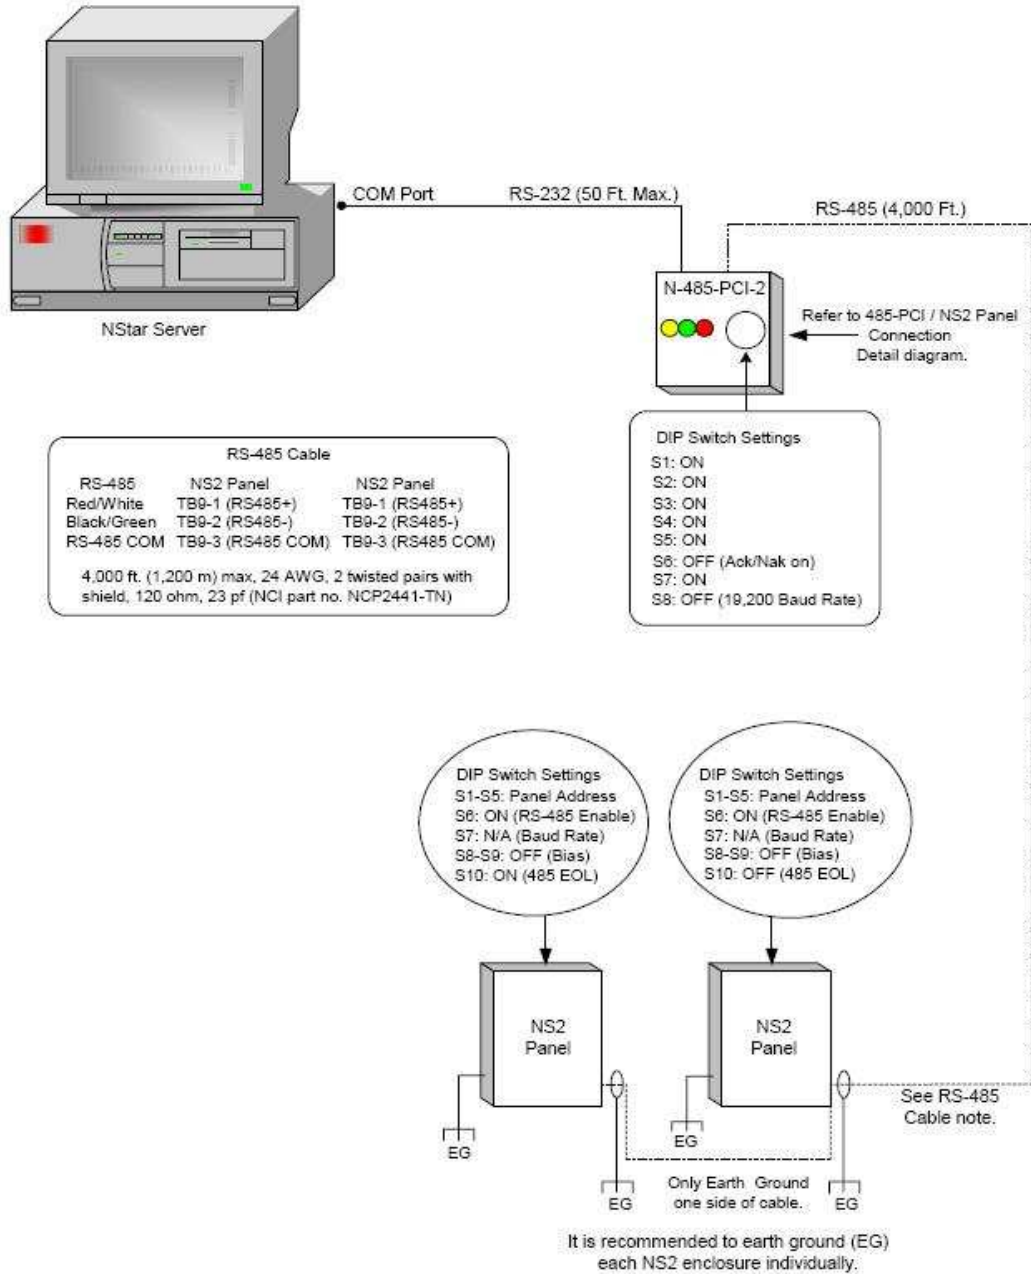 COM Port
RS-232 (50 Ft. Max.)
RS-485 (4,000 Ft.)
N-485-PCI-2
NStar Server
Refer to 485-PCI / NS2 Panel
Connection
Detail diagram.
RS-485 Cable
RS-485 NS2 Panel NS2 Panel
Red/White TB9-1 (RS485+) TB9-1 (RS485+)
Black/Green TB9-2 (RS485-) TB9-2 (RS485-)
RS-485 COM TB9-3 (RS485 COM) TB9-3 (RS485 COM)
4,000 ft. (1,200 m) max, 24 AWG, 2 twisted pairs with
shield, 120 ohm, 23 pf (NCI part no. NCP2441-TN)
DIP Switch Settings
S1: ON
S2: ON
S3: ON
S4: ON
S5: ON
S6: OFF (Ack/Nak on)
S7: ON
S8: OFF (19,200 Baud Rate)
DIP Switch Settings
S1-S5: Panel Address
S6: ON (RS-485 Enable)
S7: N/A (Baud Rate)
S8-S9: OFF (Bias)
S10: ON (485 EOL)
DIP Switch Settings
S1-S5: Panel Address
S6: ON (RS-485 Enable)
S7: N/A (Baud Rate)
S8-S9: OFF (Bias)
S10: OFF (485 EOL)
NS2
Panel
NS2
Panel
See RS-485
Cable note.
EG
EG
EG
EG
Only Earth Ground
one side of cable.
It is recommended to earth ground (EG)
each NS2 enclosure individually.